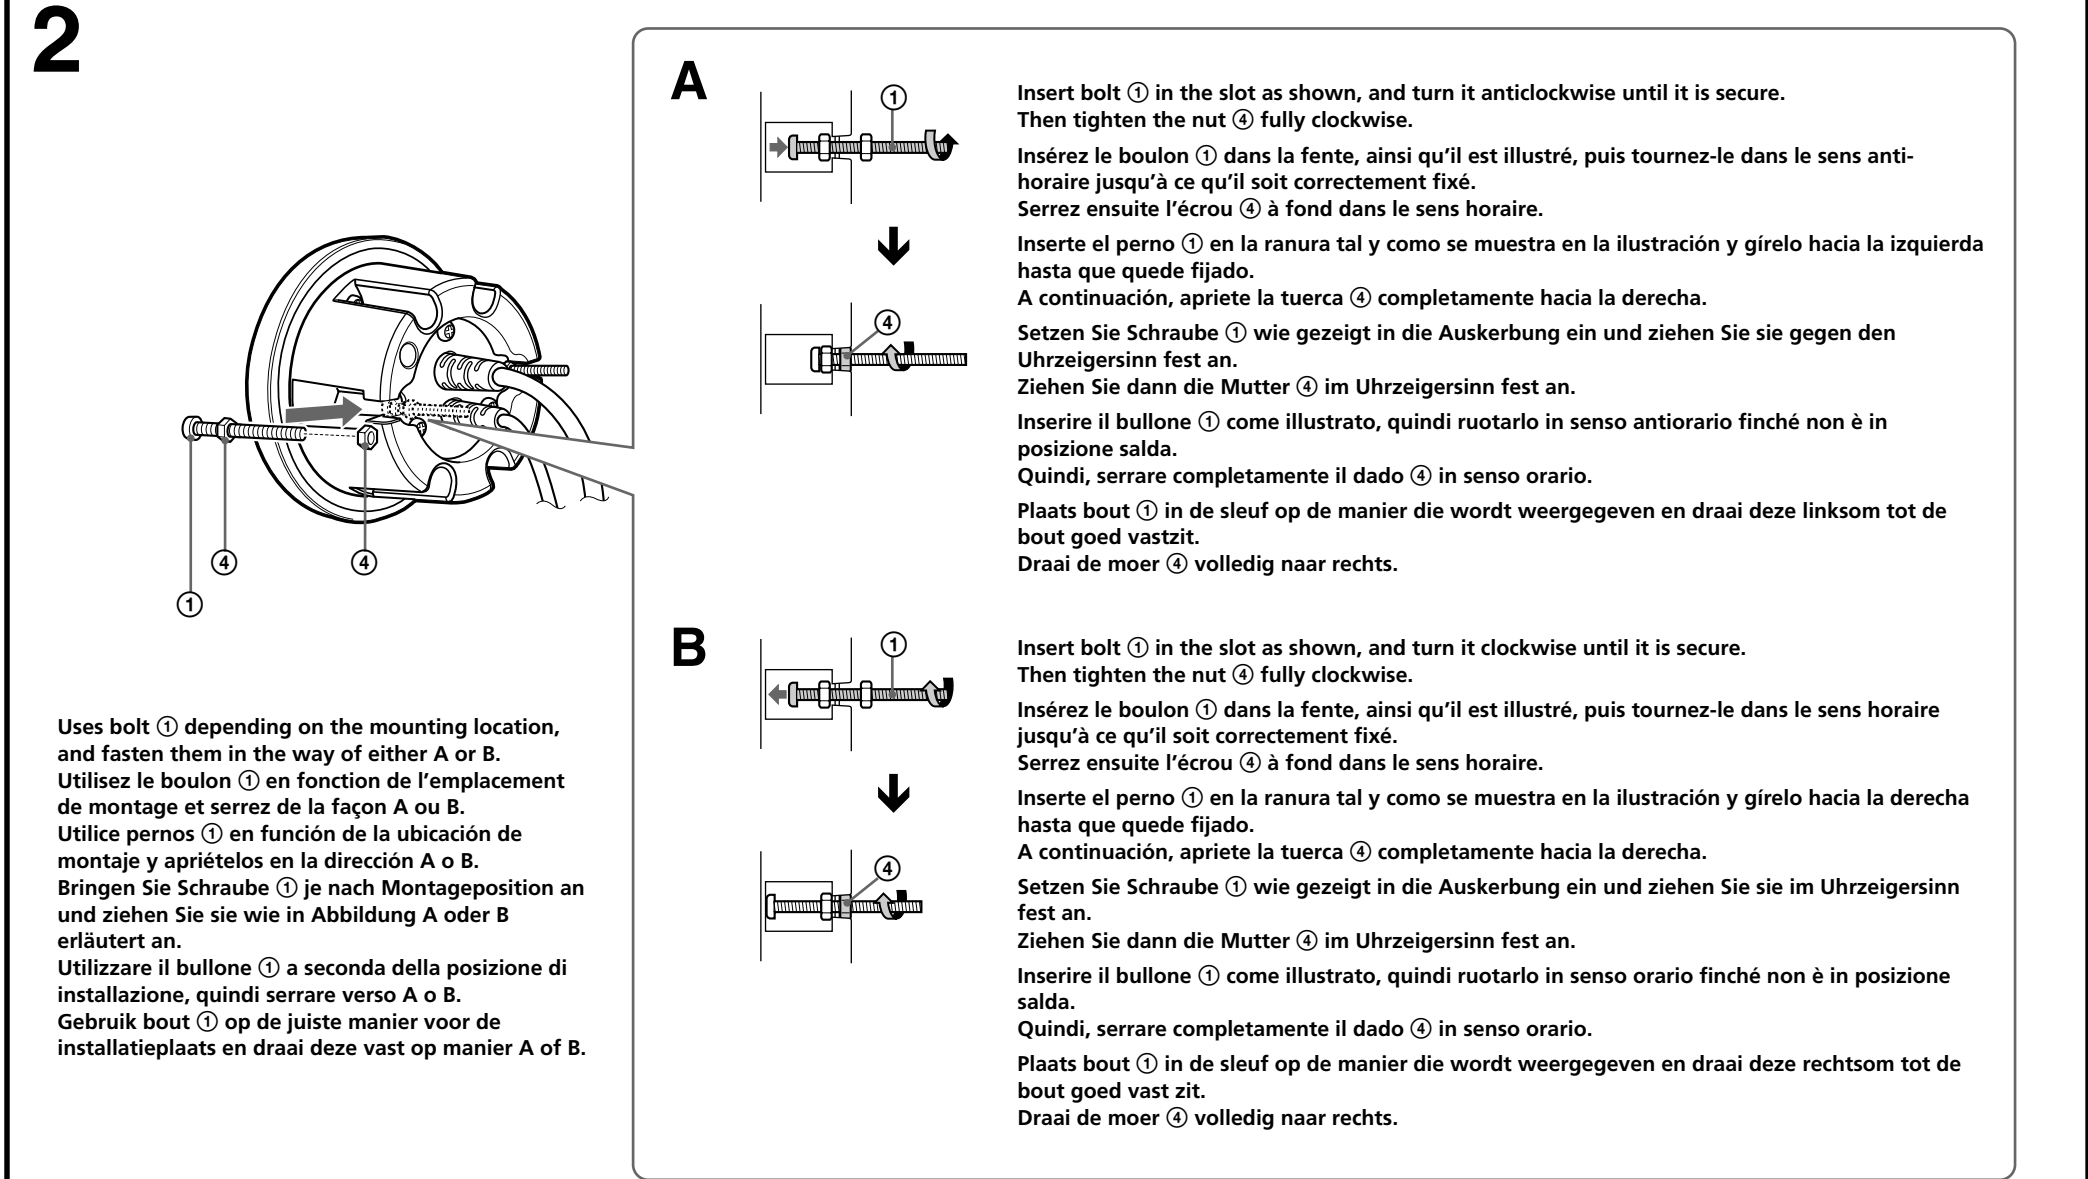 2
①
④
④
①
Uses bolt ① depending on the mounting location,
and fasten them in the way of either A or B.
Utilisez le boulon ① en fonction de l’emplacement
de montage et serrez de la façon A ou B.
Utilice pernos ① en función de la ubicación de
montaje y apriételos en la dirección A o B.
Bringen Sie Schraube ① je nach Montageposition an
und ziehen Sie sie wie in Abbildung A oder B
erläutert an.
Utilizzare il bullone ① a seconda della posizione di
installazione, quindi serrare verso A o B.
Gebruik bout ① op de juiste manier voor de
installatieplaats en draai deze vast op manier A of B.
A
①
④
Insert bolt ① in the slot as shown, and turn it anticlockwise until it is secure.
Then tighten the nut ④ fully clockwise.
Insérez le boulon ① dans la fente, ainsi qu’il est illustré, puis tournez-le dans le sens anti-
horaire jusqu’à ce qu’il soit correctement fixé.
Serrez ensuite l’écrou ④ à fond dans le sens horaire.
Inserte el perno ① en la ranura tal y como se muestra en la ilustración y gírelo hacia la izquierda
hasta que quede fijado.
A continuación, apriete la tuerca ④ completamente hacia la derecha.
Setzen Sie Schraube ① wie gezeigt in die Auskerbung ein und ziehen Sie sie gegen den
Uhrzeigersinn fest an.
Ziehen Sie dann die Mutter ④ im Uhrzeigersinn fest an.
Inserire il bullone ① come illustrato, quindi ruotarlo in senso antiorario finché non è in
posizione salda.
Quindi, serrare completamente il dado ④ in senso orario.
Plaats bout ① in de sleuf op de manier die wordt weergegeven en draai deze linksom tot de
bout goed vastzit.
Draai de moer ④ volledig naar rechts.
B
①
④
Insert bolt ① in the slot as shown, and turn it clockwise until it is secure.
Then tighten the nut ④ fully clockwise.
Insérez le boulon ① dans la fente, ainsi qu’il est illustré, puis tournez-le dans le sens horaire
jusqu’à ce qu’il soit correctement fixé.
Serrez ensuite l’écrou ④ à fond dans le sens horaire.
Inserte el perno ① en la ranura tal y como se muestra en la ilustración y gírelo hacia la derecha
hasta que quede fijado.
A continuación, apriete la tuerca ④ completamente hacia la derecha.
Setzen Sie Schraube ① wie gezeigt in die Auskerbung ein und ziehen Sie sie im Uhrzeigersinn
fest an.
Ziehen Sie dann die Mutter ④ im Uhrzeigersinn fest an.
Inserire il bullone ① come illustrato, quindi ruotarlo in senso orario finché non è in posizione
salda.
Quindi, serrare completamente il dado ④ in senso orario.
Plaats bout ① in de sleuf op de manier die wordt weergegeven en draai deze rechtsom tot de
bout goed vast zit.
Draai de moer ④ volledig naar rechts.